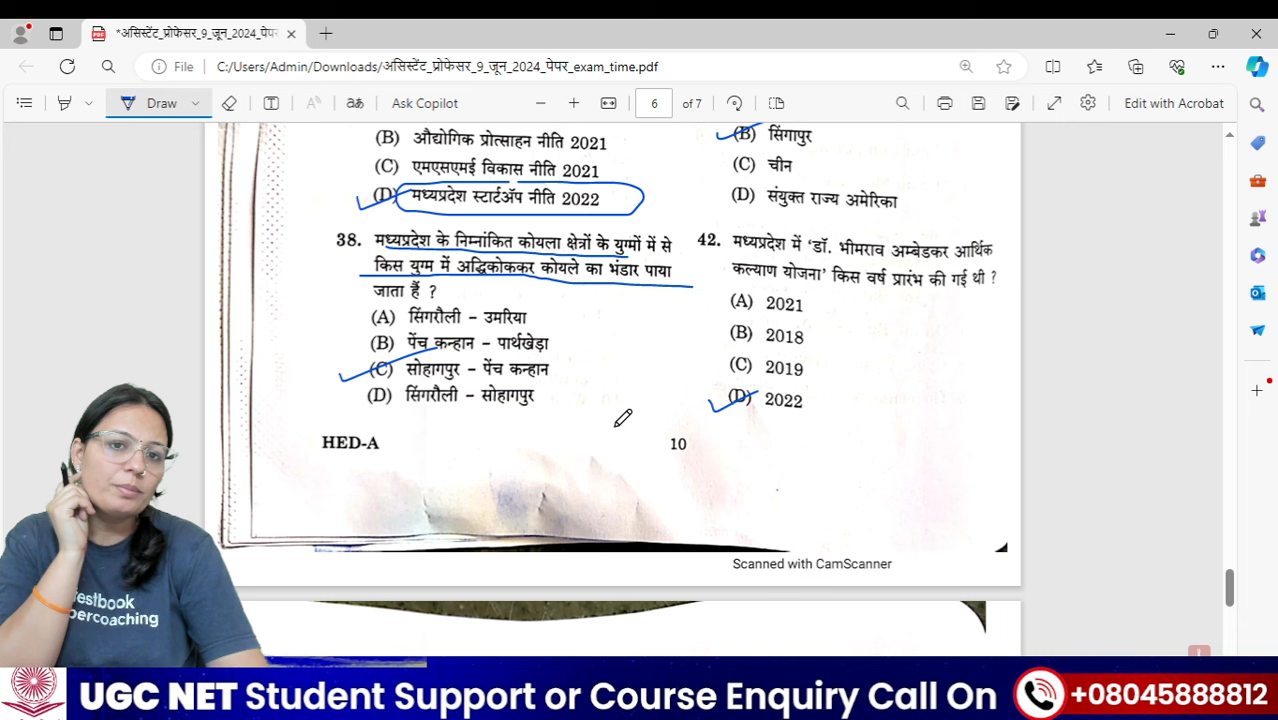 *असिस्टेंट_प्रोफेसर_9_जून_2024_पेप
File
C:/Users/Admin/Downloads/असिस्टेंट_प्रोफेसर_9_जून_2024_पेपर_exam_time.pdf
Draw
Ask Copilot
6 of 7
Edit with Acrobat
(B) औद्योगिक प्रोत्साहन नीति 2021
(C) एमएसएमई विकास नीति 2021
(D) मध्यप्रदेश स्टार्टअॅप नीति 2022
38. मध्यप्रदेश के निम्नांकित कोयला क्षेत्रों के युग्मों में से
किस युग्म में अद्धिकोककर कोयले का भंडार पाया
जाता हैं ?
(A) सिंगरौली - उमरिया
(B) पेंच कन्हान - पार्थखेड़ा
(C) सोहागपुर - पेंच कन्हान
(D) सिंगरौली - सोहागपुर
(B) सिंगापुर
(C) चीन
(D) संयुक्त राज्य अमेरिका
42. मध्यप्रदेश में 'डॉ. भीमराव अम्बेडकर आर्थिक
कल्याण योजना' किस वर्ष प्रारंभ की गई थी ?
(A) 2021
(B) 2018
(C) 2019
(D) 2022
HED-A
10
Scanned with CamScanner
testbook
percoaching
UGC NET Student Support or Course Enquiry Call On
+08045888812